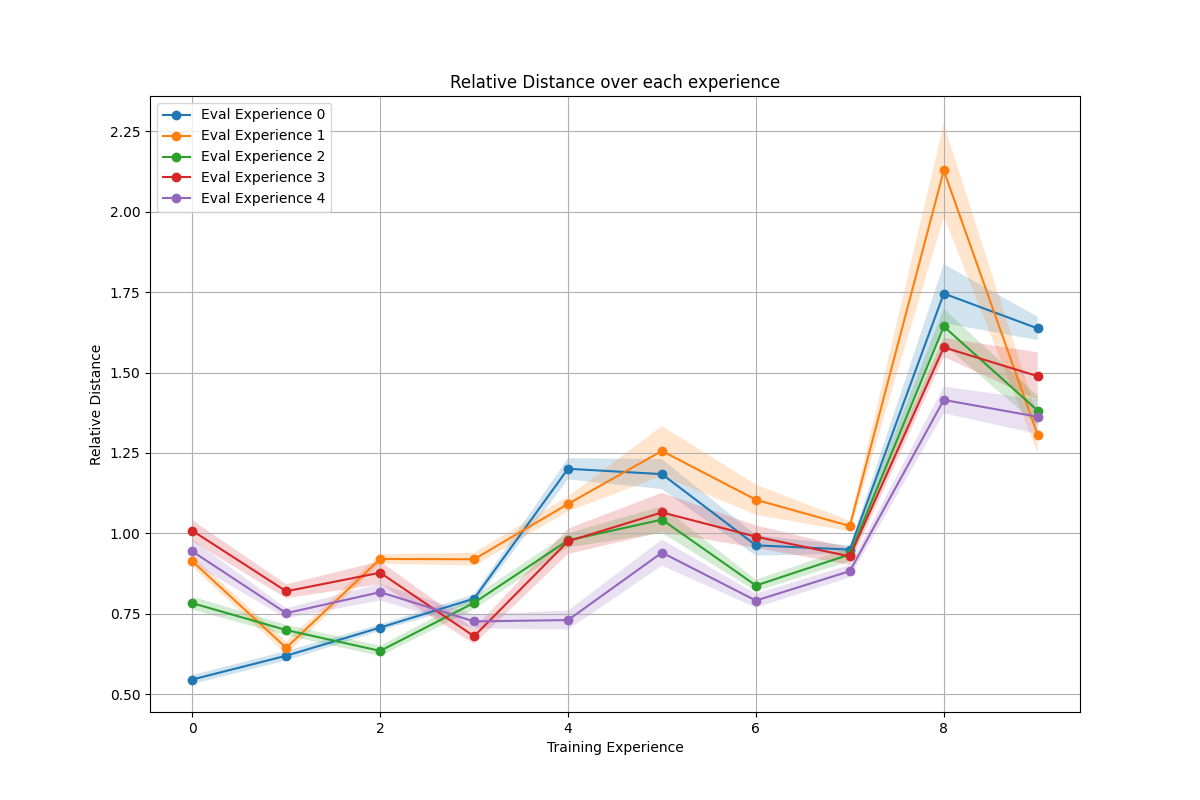 Relative Distance over each experience
Eval Experience 0
Eval Experience 1
Eval Experience 2
Eval Experience 3
Eval Experience 4
2.25
2.00
1.75
1.50
1.25
1.00
0.75
0.50
Relative Distance
0 2 4 6 8
Training Experience